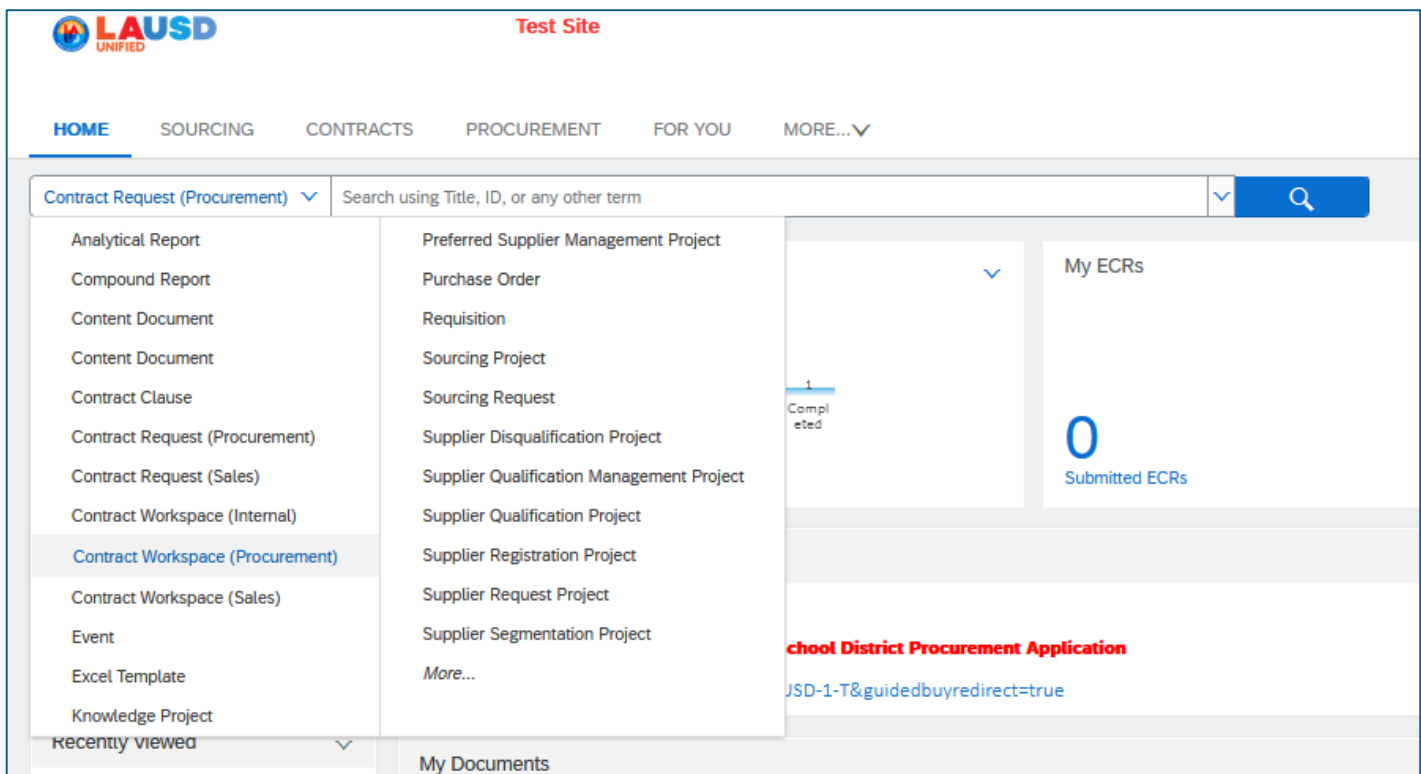 LAUSD
UNIFIED
Test Site
HOME SOURCING CONTRACTS PROCUREMENT FOR YOU MORE...
Contract Request (Procurement) Search using Title, ID, or any other term
Analytical Report
Compound Report
Content Document
Content Document
Contract Clause
Contract Request (Procurement)
Contract Request (Sales)
Contract Workspace (Internal)
Contract Workspace (Procurement)
Contract Workspace (Sales)
Event
Excel Template
Knowledge Project
Preferred Supplier Management Project
Purchase Order
Requisition
Sourcing Project
Sourcing Request
Supplier Disqualification Project
Supplier Qualification Management Project
Supplier Qualification Project
Supplier Registration Project
Supplier Request Project
Supplier Segmentation Project
More...
1
Compl
eted
My ECRs
0
Submitted ECRs
chool District Procurement Application
JSD-1-T&guidedbuyredirect=true
Recently Viewed
My Documents